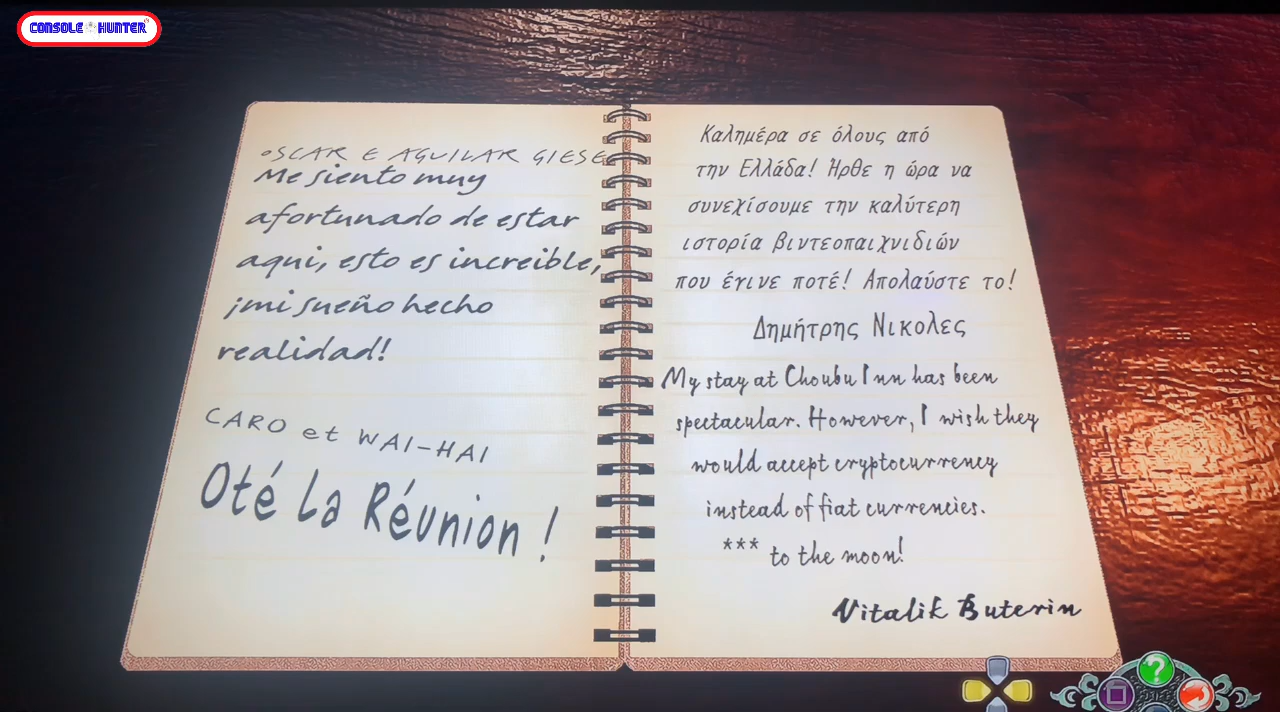 CONSOLE HUNTER
OSCAR E AGUILAR GIESE
Me siento muy
afortunado de estar
aqui, esto es increible,
¡mi sueño hecho
realidad!
CARO et WAI-HAI
Oté La Réunion !
Καλημέρα σε όλους από
την Ελλάδα! Ήρθε η ώρα να
συνεχίσουμε την καλύτερη
ιστορία βιντεοπαιχνιδιών
που έγινε ποτέ! Απολαύστε το!
Δημήτρης Νικολες
My stay at Choubu Inn has been
spectacular. However, I wish they
would accept cryptocurrency
instead of fiat currencies.
*** to the moon!
Vitalik Buterin
?